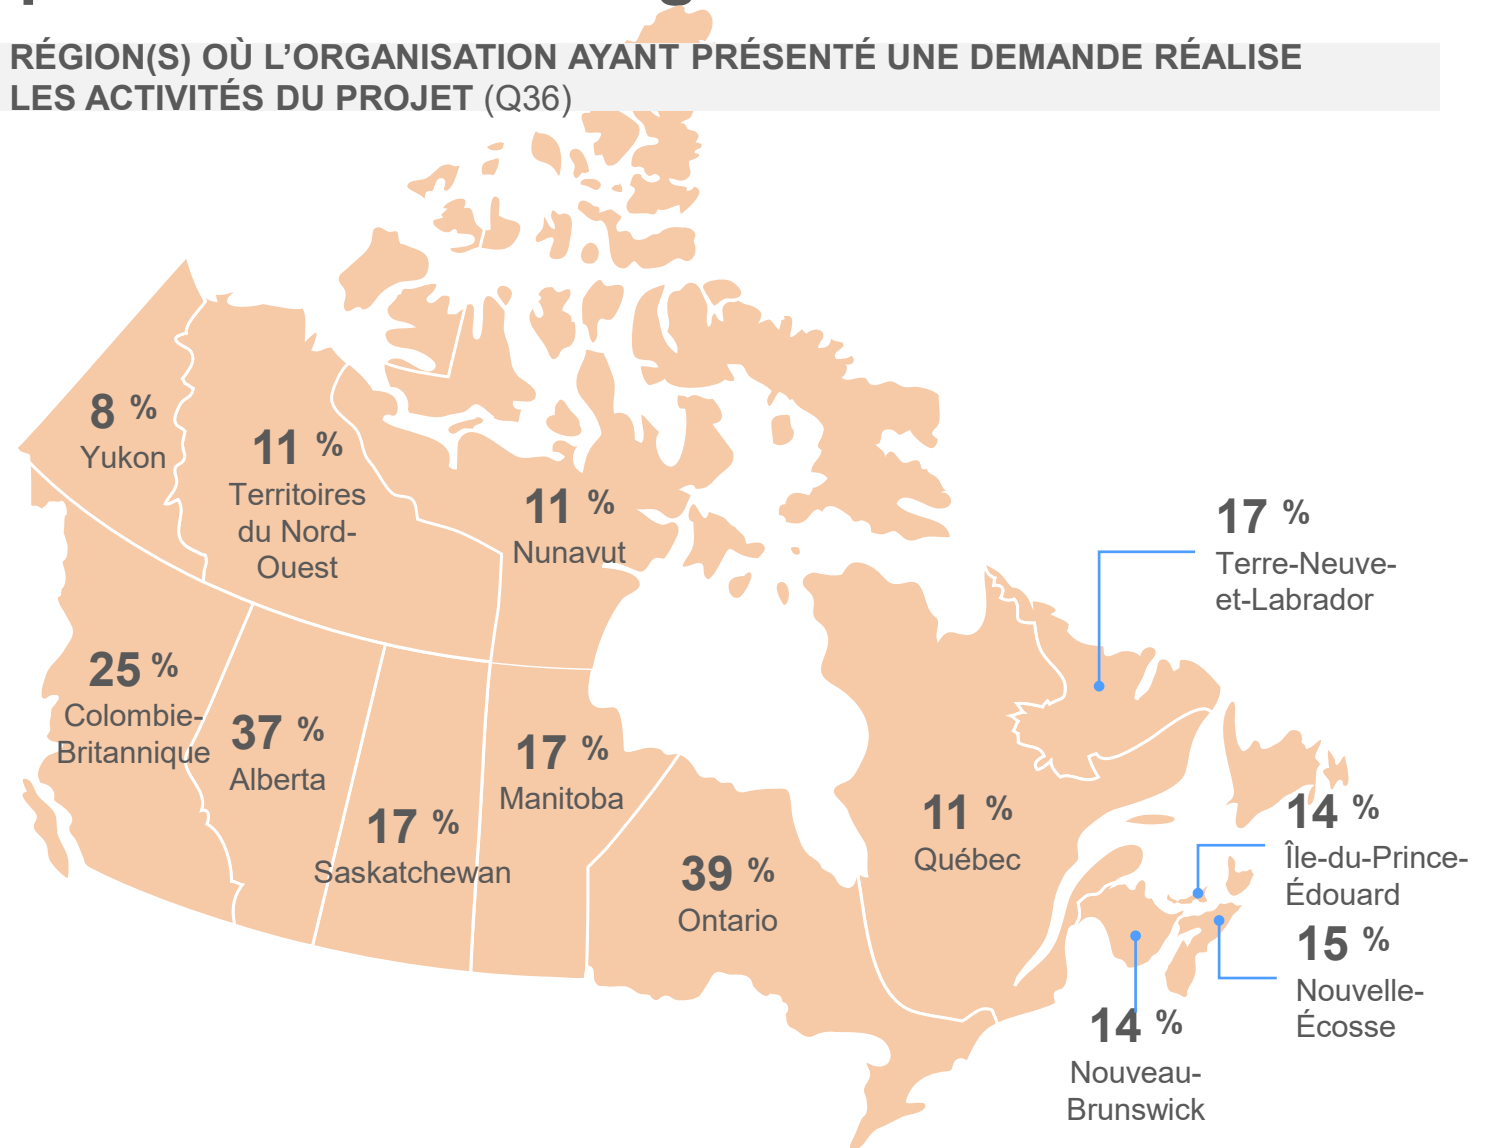 RÉGION(S) OÙ L’ORGANISATION AYANT PRÉSENTÉ UNE DEMANDE RÉALISE
LES ACTIVITÉS DU PROJET (Q36)
8 %
Yukon
11 %
Territoires
du Nord-
Ouest
11 %
Nunavut
17 %
Terre-Neuve-
et-Labrador
25 %
Colombie-
Britannique
37 %
Alberta
17 %
Saskatchewan
17 %
Manitoba
39 %
Ontario
11 %
Québec
14 %
Île-du-Prince-
Édouard
15 %
Nouvelle-
Écosse
14 %
Nouveau-
Brunswick